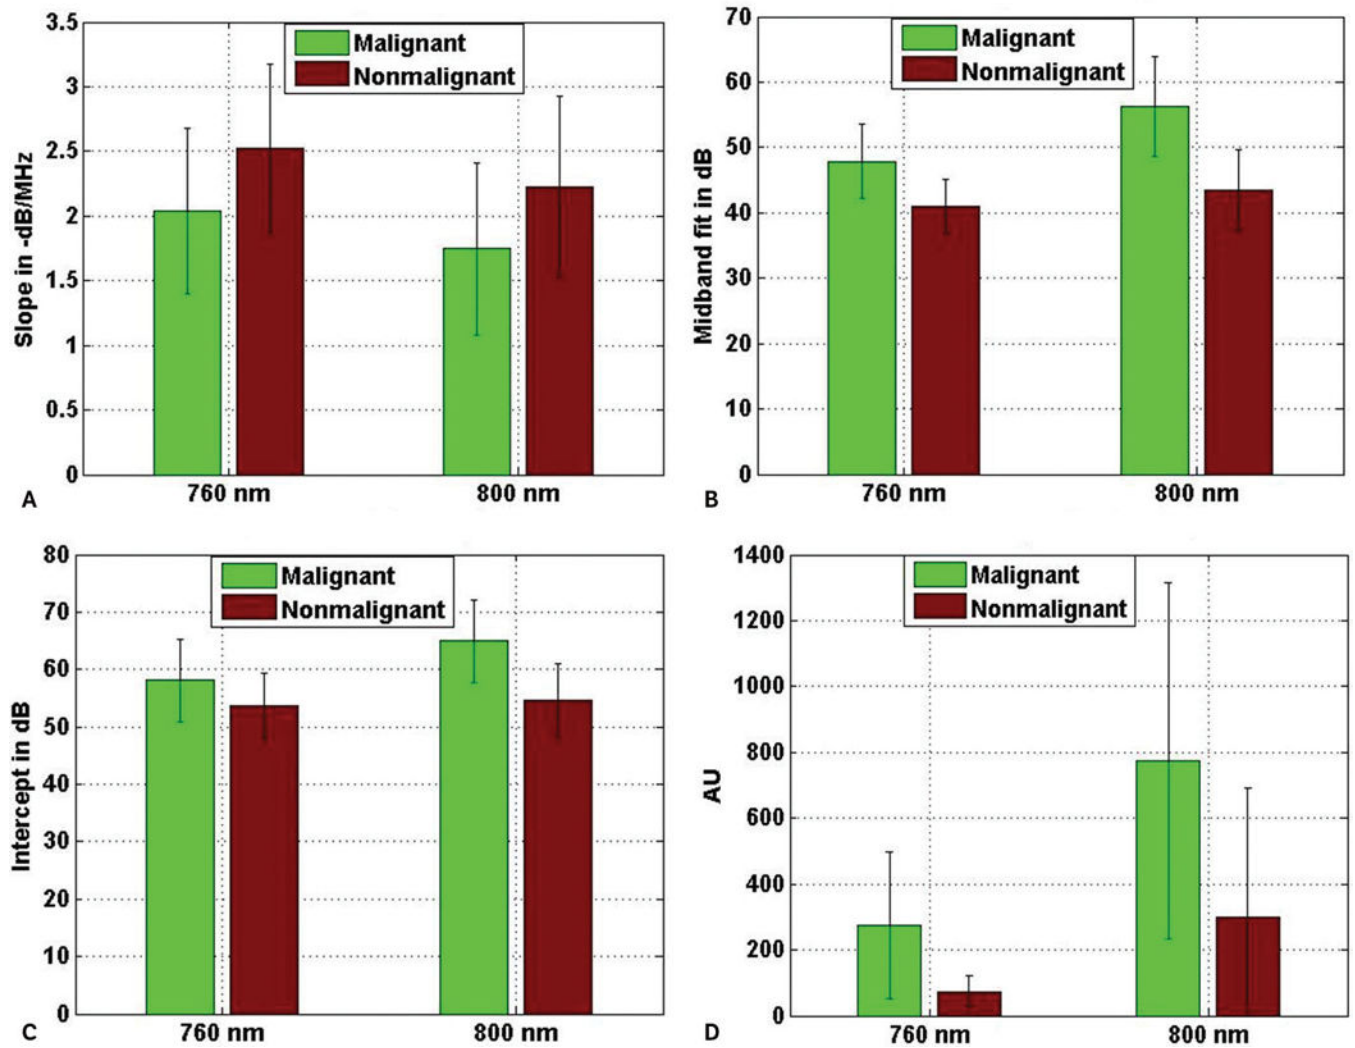 3.5
3
2.5
2
1.5
1
0.5
0
Slope in -dB/MHz
Malignant
Nonmalignant
760 nm
800 nm
A
70
60
50
40
30
20
10
0
Midband fit in dB
Malignant
Nonmalignant
760 nm
800 nm
B
80
70
60
50
40
30
20
10
0
Intercept in dB
Malignant
Nonmalignant
760 nm
800 nm
C
1400
1200
1000
800
600
400
200
0
AU
Malignant
Nonmalignant
760 nm
800 nm
D